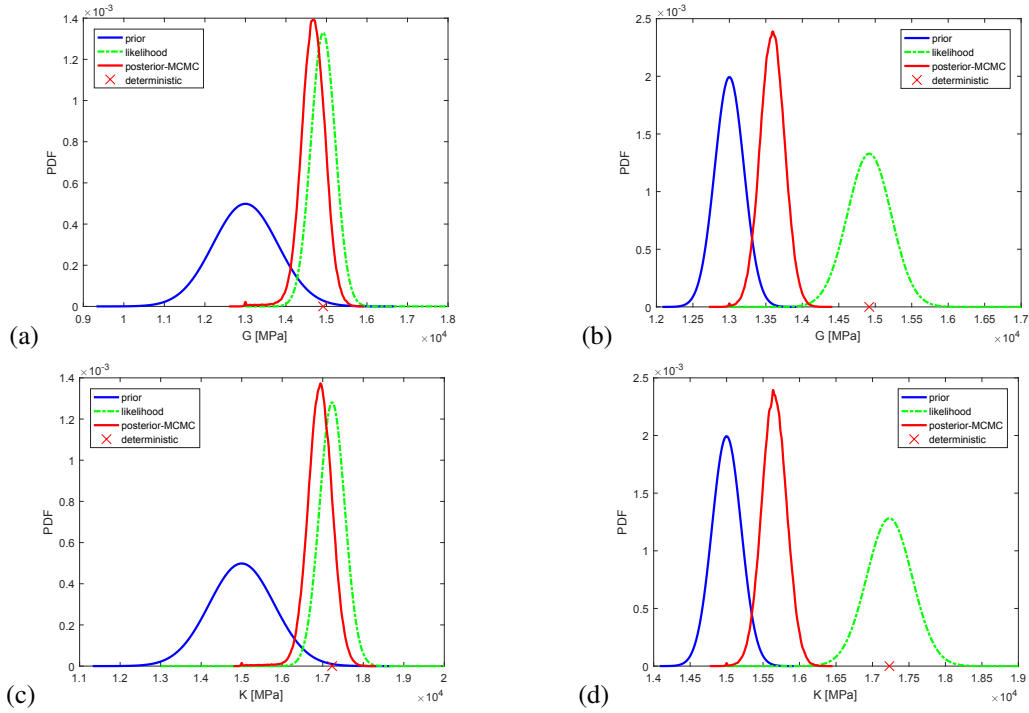 ×10⁻³
1.4
1.2
1
0.8
0.6
0.4
0.2
0
PDF
prior
likelihood
posterior-MCMC
deterministic
0.9 1 1.1 1.2 1.3 1.4 1.5 1.6 1.7 1.8
G [MPa]
×10⁴
(a)
×10⁻³
2.5
2
1.5
1
0.5
0
PDF
prior
likelihood
posterior-MCMC
deterministic
1.2 1.25 1.3 1.35 1.4 1.45 1.5 1.55 1.6 1.65 1.7
G [MPa]
×10⁴
(b)
×10⁻³
1.4
1.2
1
0.8
0.6
0.4
0.2
0
PDF
prior
likelihood
posterior-MCMC
deterministic
1.1 1.2 1.3 1.4 1.5 1.6 1.7 1.8 1.9 2
K [MPa]
×10⁴
(c)
×10⁻³
2.5
2
1.5
1
0.5
0
PDF
prior
likelihood
posterior-MCMC
deterministic
1.4 1.45 1.5 1.55 1.6 1.65 1.7 1.75 1.8 1.85 1.9
K [MPa]
×10⁴
(d)